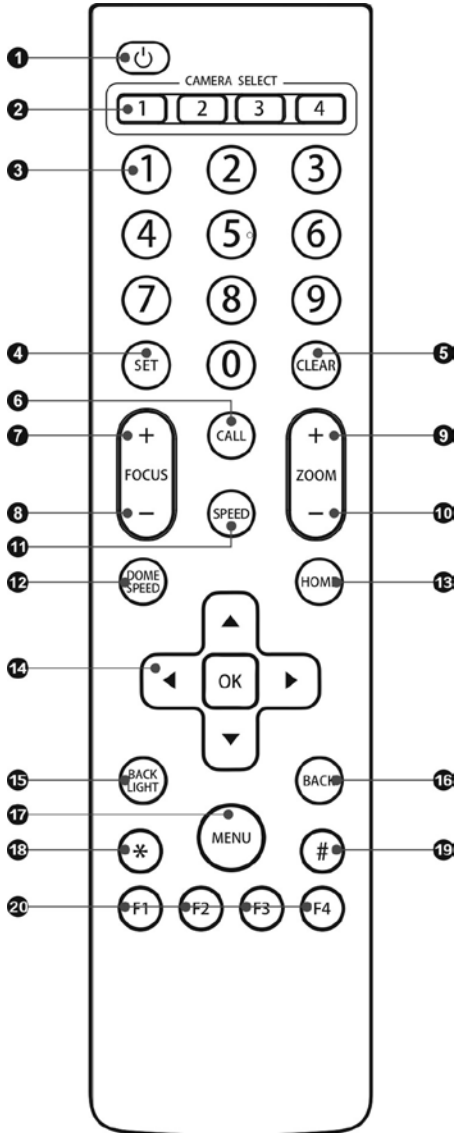 1
CAMERA SELECT
2 1 2 3 4
3 1 2 3
4 5 6
7 8 9
4 SET 0 CLEAR 5
6 CALL
7 + + 9
FOCUS ZOOM
8 − − 10
SPEED
11
12 DOME SPEED HOME 13
14 OK
15 BACK LIGHT BACK 16
17 MENU
18 * # 19
20 F1 F2 F3 F4